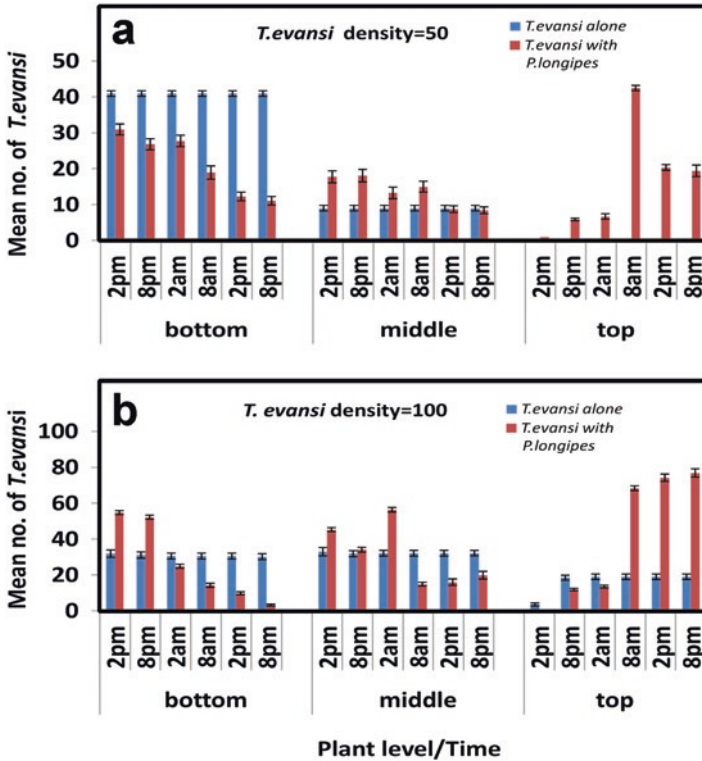 a
T.evansi density=50
T.evansi alone
T.evansi with
P.longipes
Mean no. of T.evansi
50
40
30
20
10
0
2pm 8pm 2am 8am 2pm 8pm 2pm 8pm 2am 8am 2pm 8pm 2pm 8pm 2am 8am 2pm 8pm
bottom middle top
b
T. evansi density=100
T.evansi alone
T.evansi with
P.longipes
Mean no. of T.evansi
100
80
60
40
20
0
2pm 8pm 2am 8am 2pm 8pm 2pm 8pm 2am 8am 2pm 8pm 2pm 8pm 2am 8am 2pm 8pm
bottom middle top
Plant level/Time